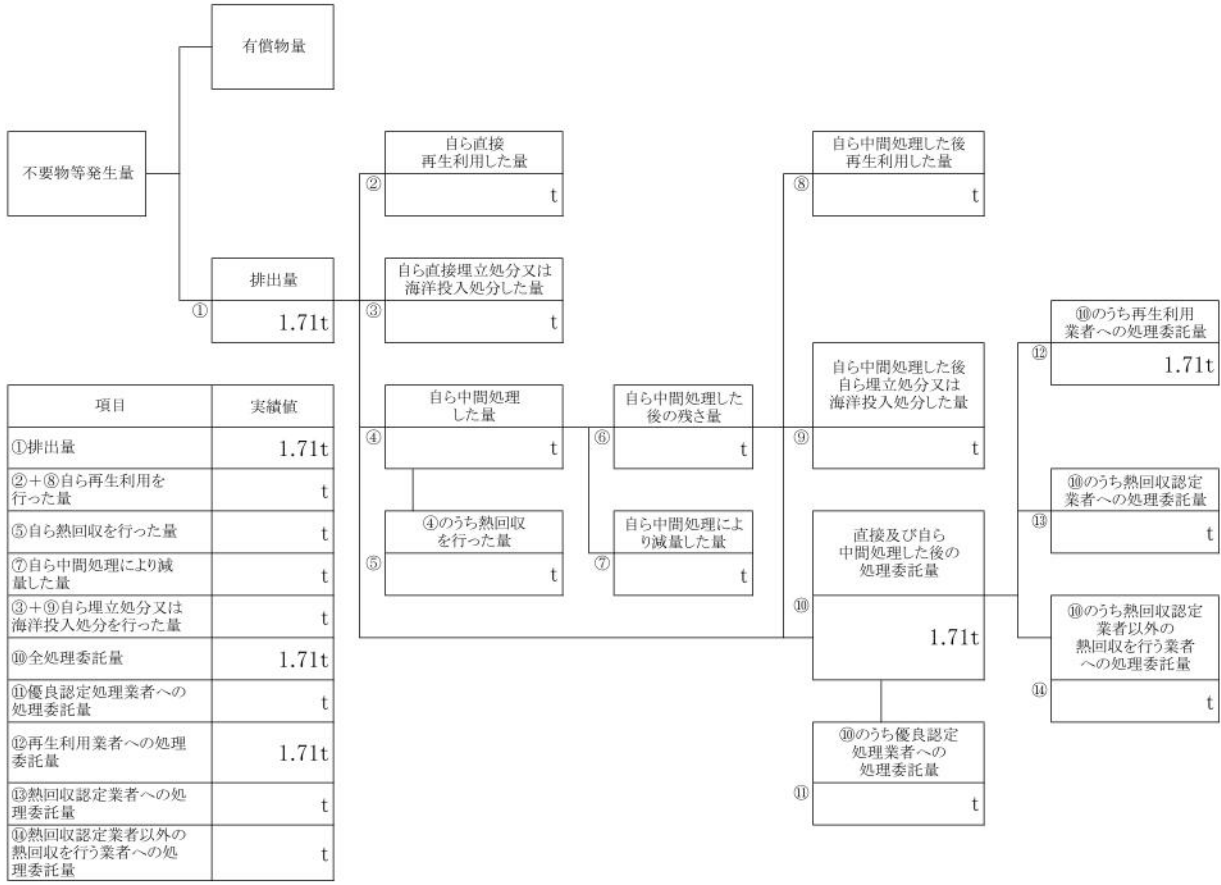 有償物量
不要物等発生量
排出量
①
1.71t
自ら直接
再生利用した量
②
t
自ら直接埋立処分又は
海洋投入処分した量
③
t
自ら中間処理
した量
④
t
④のうち熱回収
を行った量
⑤
t
自ら中間処理した
後の残さ量
⑥
t
自ら中間処理によ
り減量した量
⑦
t
自ら中間処理した後
再生利用した量
⑧
t
自ら中間処理した後
自ら埋立処分又は
海洋投入処分した量
⑨
t
直接及び自ら
中間処理した後の
処理委託量
⑩
1.71t
⑩のうち優良認定
処理業者への
処理委託量
⑪
t
⑩のうち再生利用
業者への処理委託量
⑫
1.71t
⑩のうち熱回収認定
業者への処理委託量
⑬
t
⑩のうち熱回収認定
業者以外の
熱回収を行う業者
への処理委託量
⑭
t
項目 実績値
①排出量 1.71t
②+⑧自ら再生利用を
行った量 t
⑤自ら熱回収を行った量 t
⑦自ら中間処理により減
量した量 t
③+⑨自ら埋立処分又は
海洋投入処分を行った量 t
⑩全処理委託量 1.71t
⑪優良認定処理業者への
処理委託量 t
⑫再生利用業者への処理
委託量 1.71t
⑬熱回収認定業者への処
理委託量 t
⑭熱回収認定業者以外の
熱回収を行う業者への処
理委託量 t